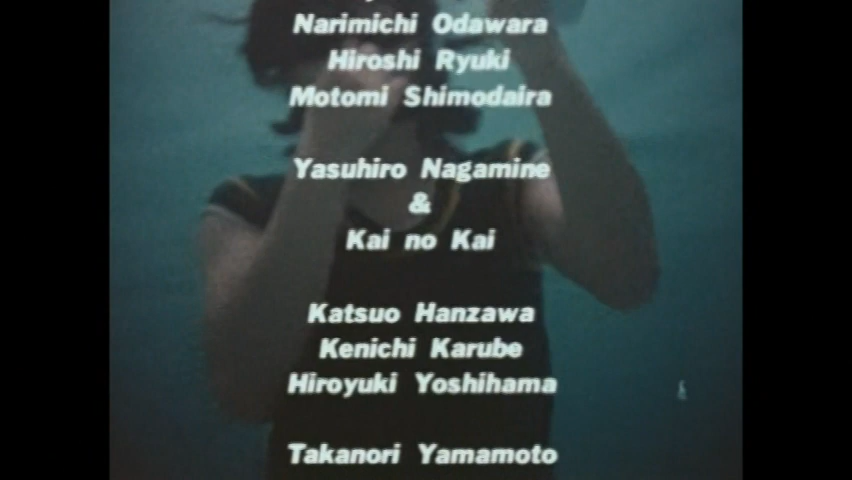 Narimichi Odawara
Hiroshi Ryuki
Motomi Shimodaira
Yasuhiro Nagamine
&
Kai no Kai
Katsuo Hanzawa
Kenichi Karube
Hiroyuki Yoshihama
Takanori Yamamoto